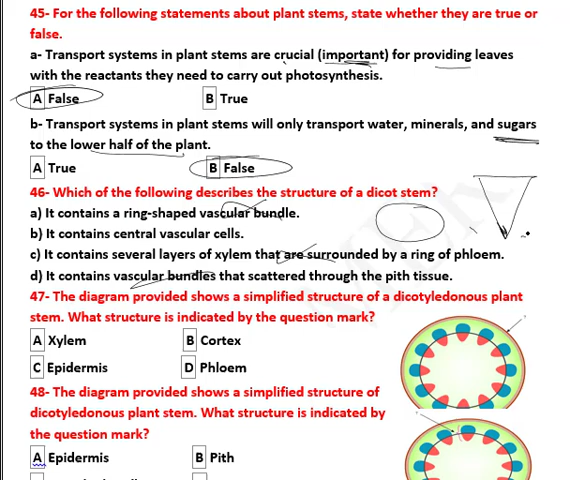 45- For the following statements about plant stems, state whether they are true or
false.
a- Transport systems in plant stems are crucial (important) for providing leaves
with the reactants they need to carry out photosynthesis.
A False B True
b- Transport systems in plant stems will only transport water, minerals, and sugars
to the lower half of the plant.
A True B False
46- Which of the following describes the structure of a dicot stem?
a) It contains a ring-shaped vascular bundle.
b) It contains central vascular cells.
c) It contains several layers of xylem that are surrounded by a ring of phloem.
d) It contains vascular bundles that scattered through the pith tissue.
47- The diagram provided shows a simplified structure of a dicotyledonous plant
stem. What structure is indicated by the question mark?
A Xylem B Cortex
C Epidermis D Phloem
48- The diagram provided shows a simplified structure of
dicotyledonous plant stem. What structure is indicated by
the question mark?
A Epidermis B Pith